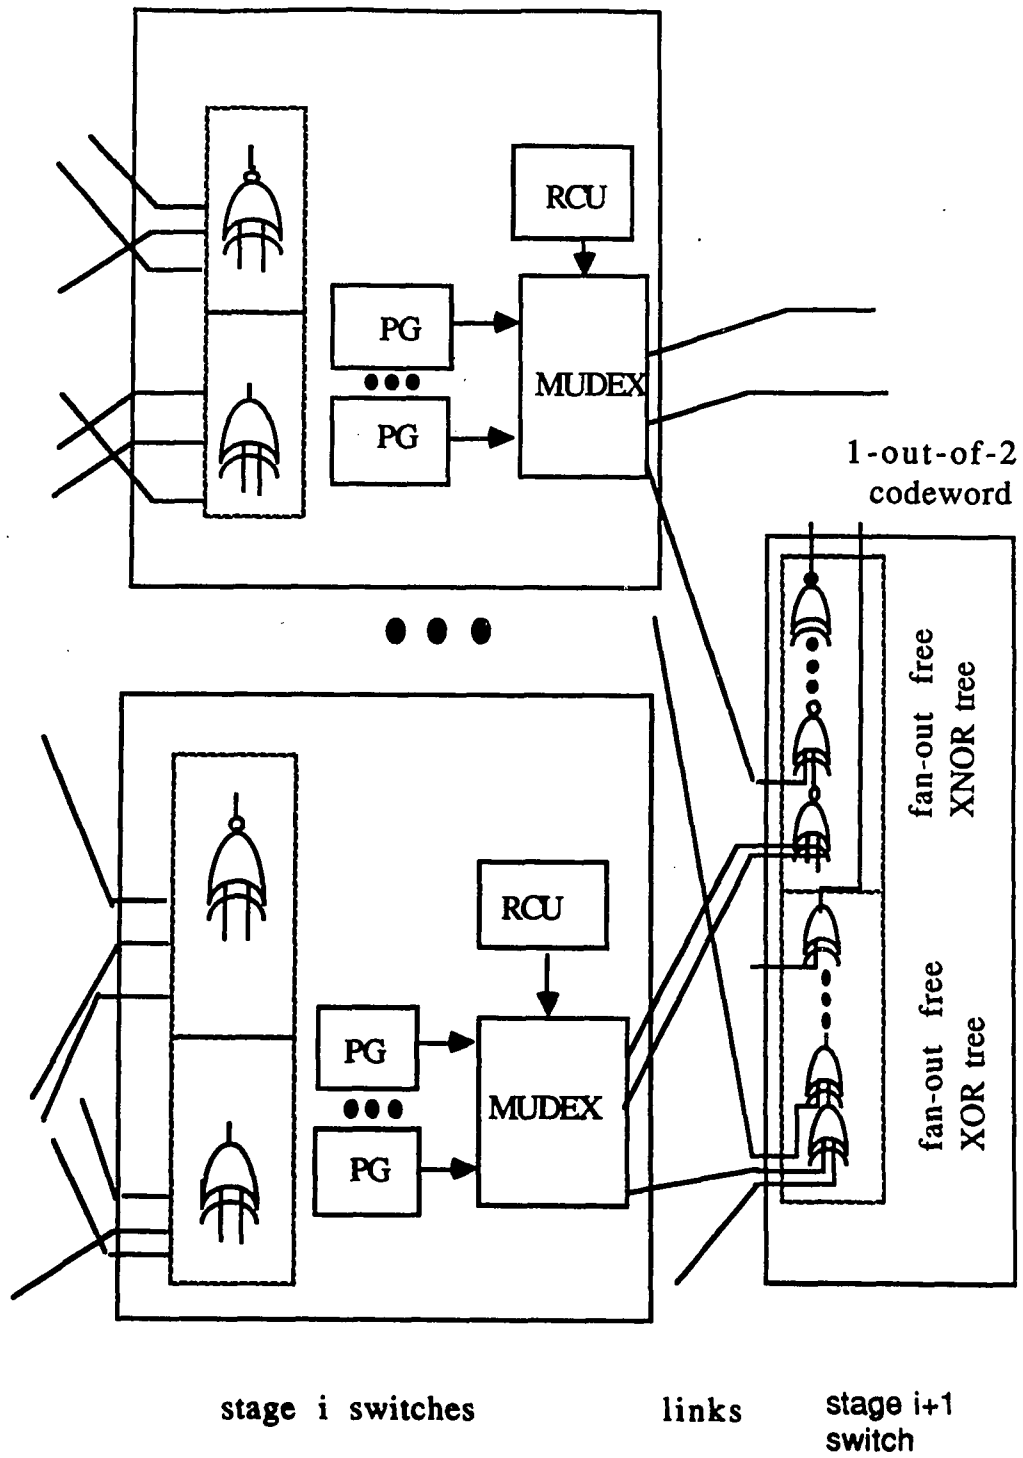 RCU
PG
MUDEX
PG
1-out-of-2
codeword
fan-out free
XNOR tree
RCU
PG
MUDEX
PG
fan-out free
XOR tree
stage i switches
links
stage i+1
switch